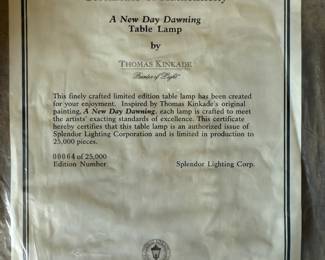 Certificate of Authenticity
A New Day Dawning
Table Lamp
by
THOMAS KINKADE
Painter of Light
This finely crafted limited edition table lamp has been created
for your enjoyment. Inspired by Thomas Kinkade's original
painting, A New Day Dawning, each lamp is crafted to meet
the artists' exacting standards of excellence. This certificate
hereby certifies that this table lamp is an authorized issue of
Splendor Lighting Corporation and is limited in production to
25,000 pieces.
00064 of 25,000
Edition Number
Splendor Lighting Corp.